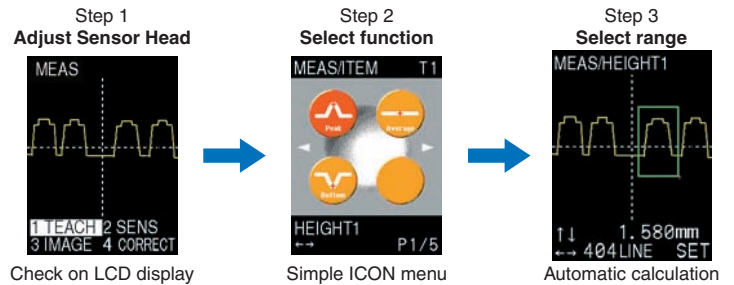 Step 1
Adjust Sensor Head
MEAS
1 TEACH 2 SENS
3 IMAGE 4 CORRECT
Check on LCD display
Step 2
Select function
MEAS/ITEM T1
Peak
Average
Bottom
HEIGHT1
←→ P1/5
Simple ICON menu
Step 3
Select range
MEAS/HEIGHT1
↑↓ 1.580mm
←→ 404LINE SET
Automatic calculation